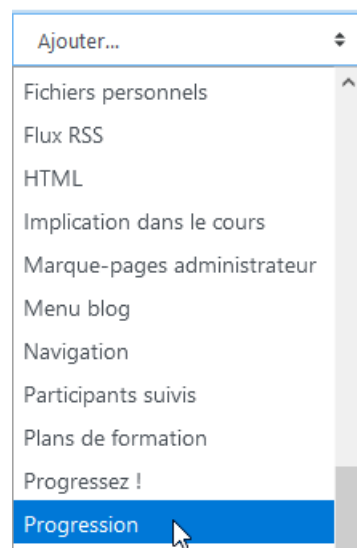 Ajouter...
Fichiers personnels
Flux RSS
HTML
Implication dans le cours
Marque-pages administrateur
Menu blog
Navigation
Participants suivis
Plans de formation
Progressez !
Progression